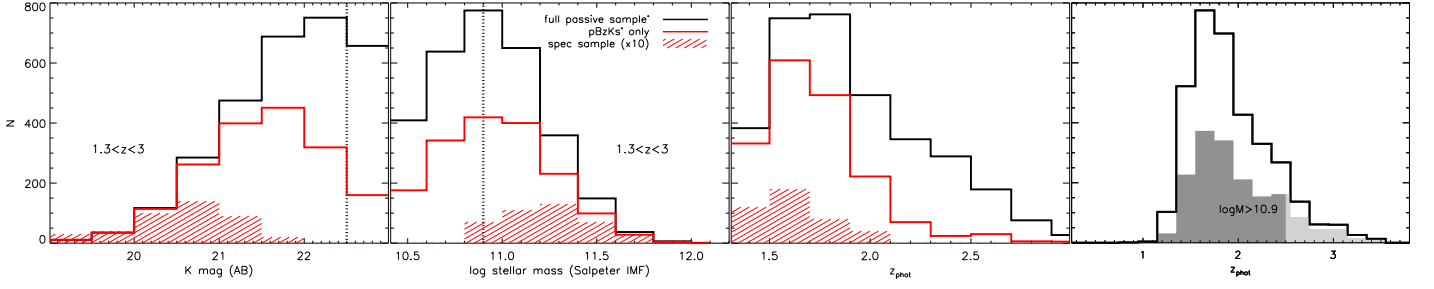 800
600
400
200
0
N
1.3<z<3
20
21
22
K mag (AB)
full passive sample*
pBzKs* only
spec sample (x10)
1.3<z<3
10.5
11.0
11.5
12.0
log stellar mass (Salpeter IMF)
1.5
2.0
2.5
zphot
logM>10.9
1
2
3
zphot